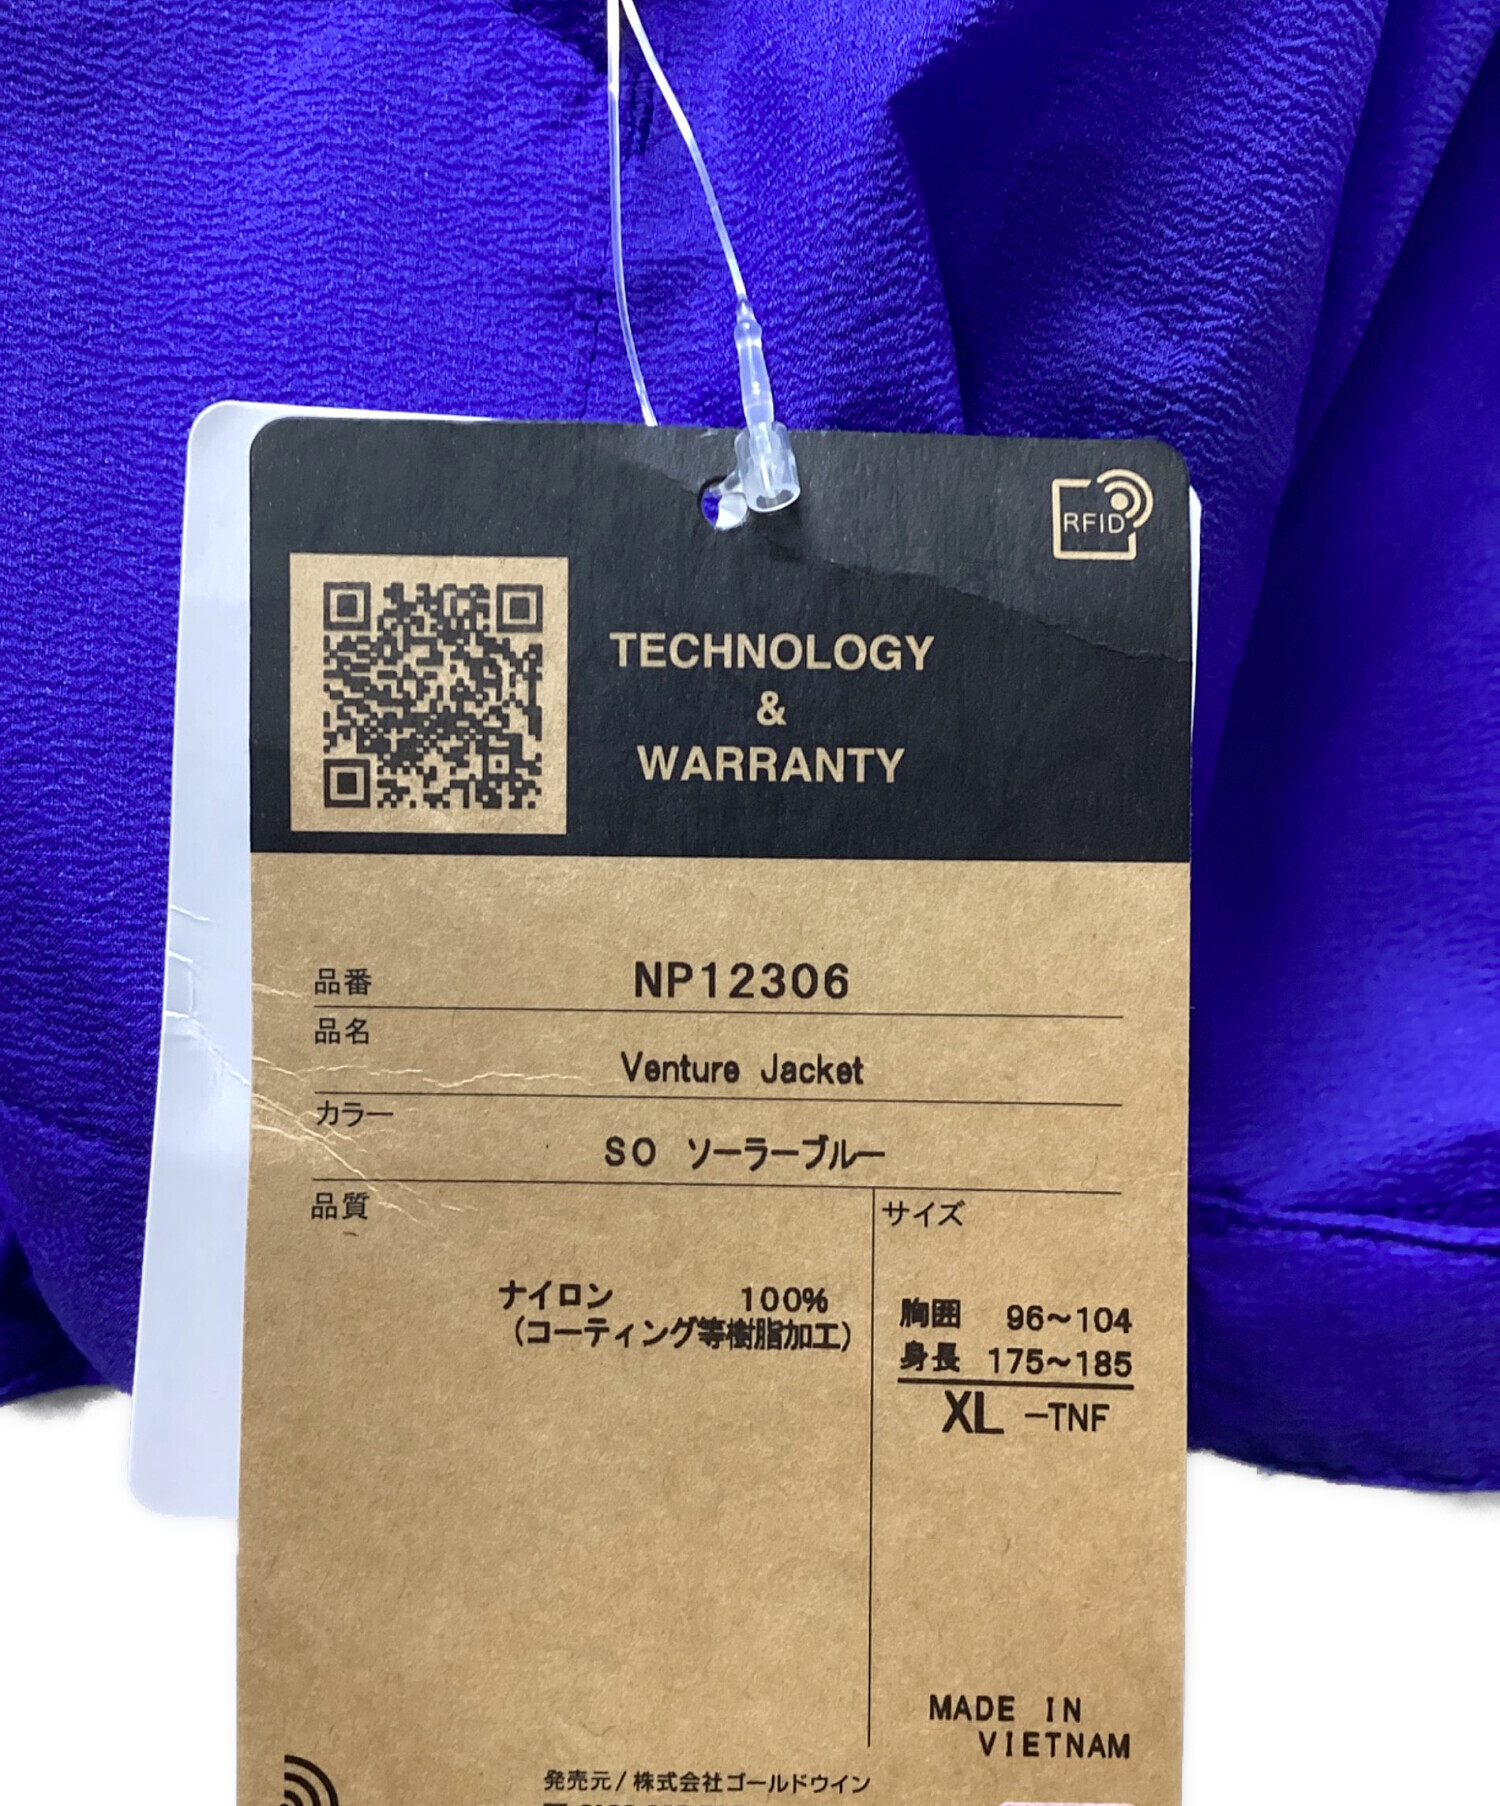 RFID
TECHNOLOGY
&
WARRANTY
品番 NP12306
品名
Venture Jacket
カラー
SO ソーラーブルー
品質
サイズ
ナイロン 100%
(コーティング等樹脂加工)
胸囲 96~104
身長 175~185
XL -TNF
MADE IN
VIETNAM
発売元/株式会社ゴールドウイン